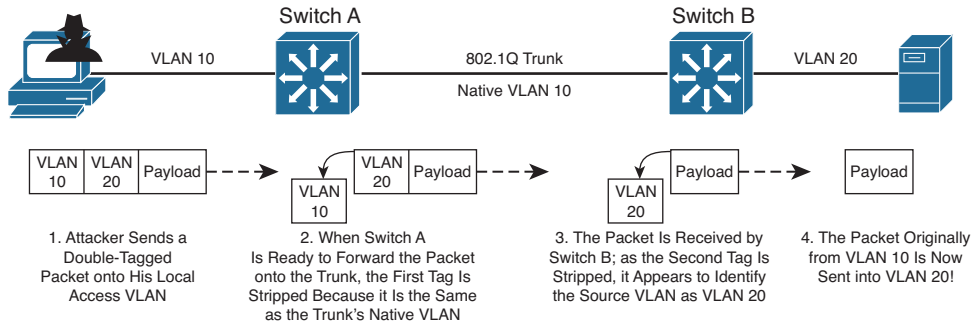 Switch A
Switch B
VLAN 10
802.1Q Trunk
Native VLAN 10
VLAN 20
VLAN
10
VLAN
20
Payload
VLAN
10
VLAN
20
Payload
VLAN
20
Payload
Payload
1. Attacker Sends a
Double-Tagged
Packet onto His Local
Access VLAN
2. When Switch A
Is Ready to Forward the Packet
onto the Trunk, the First Tag Is
Stripped Because it Is the Same
as the Trunk’s Native VLAN
3. The Packet Is Received by
Switch B; as the Second Tag Is
Stripped, it Appears to Identify
the Source VLAN as VLAN 20
4. The Packet Originally
from VLAN 10 Is Now
Sent into VLAN 20!